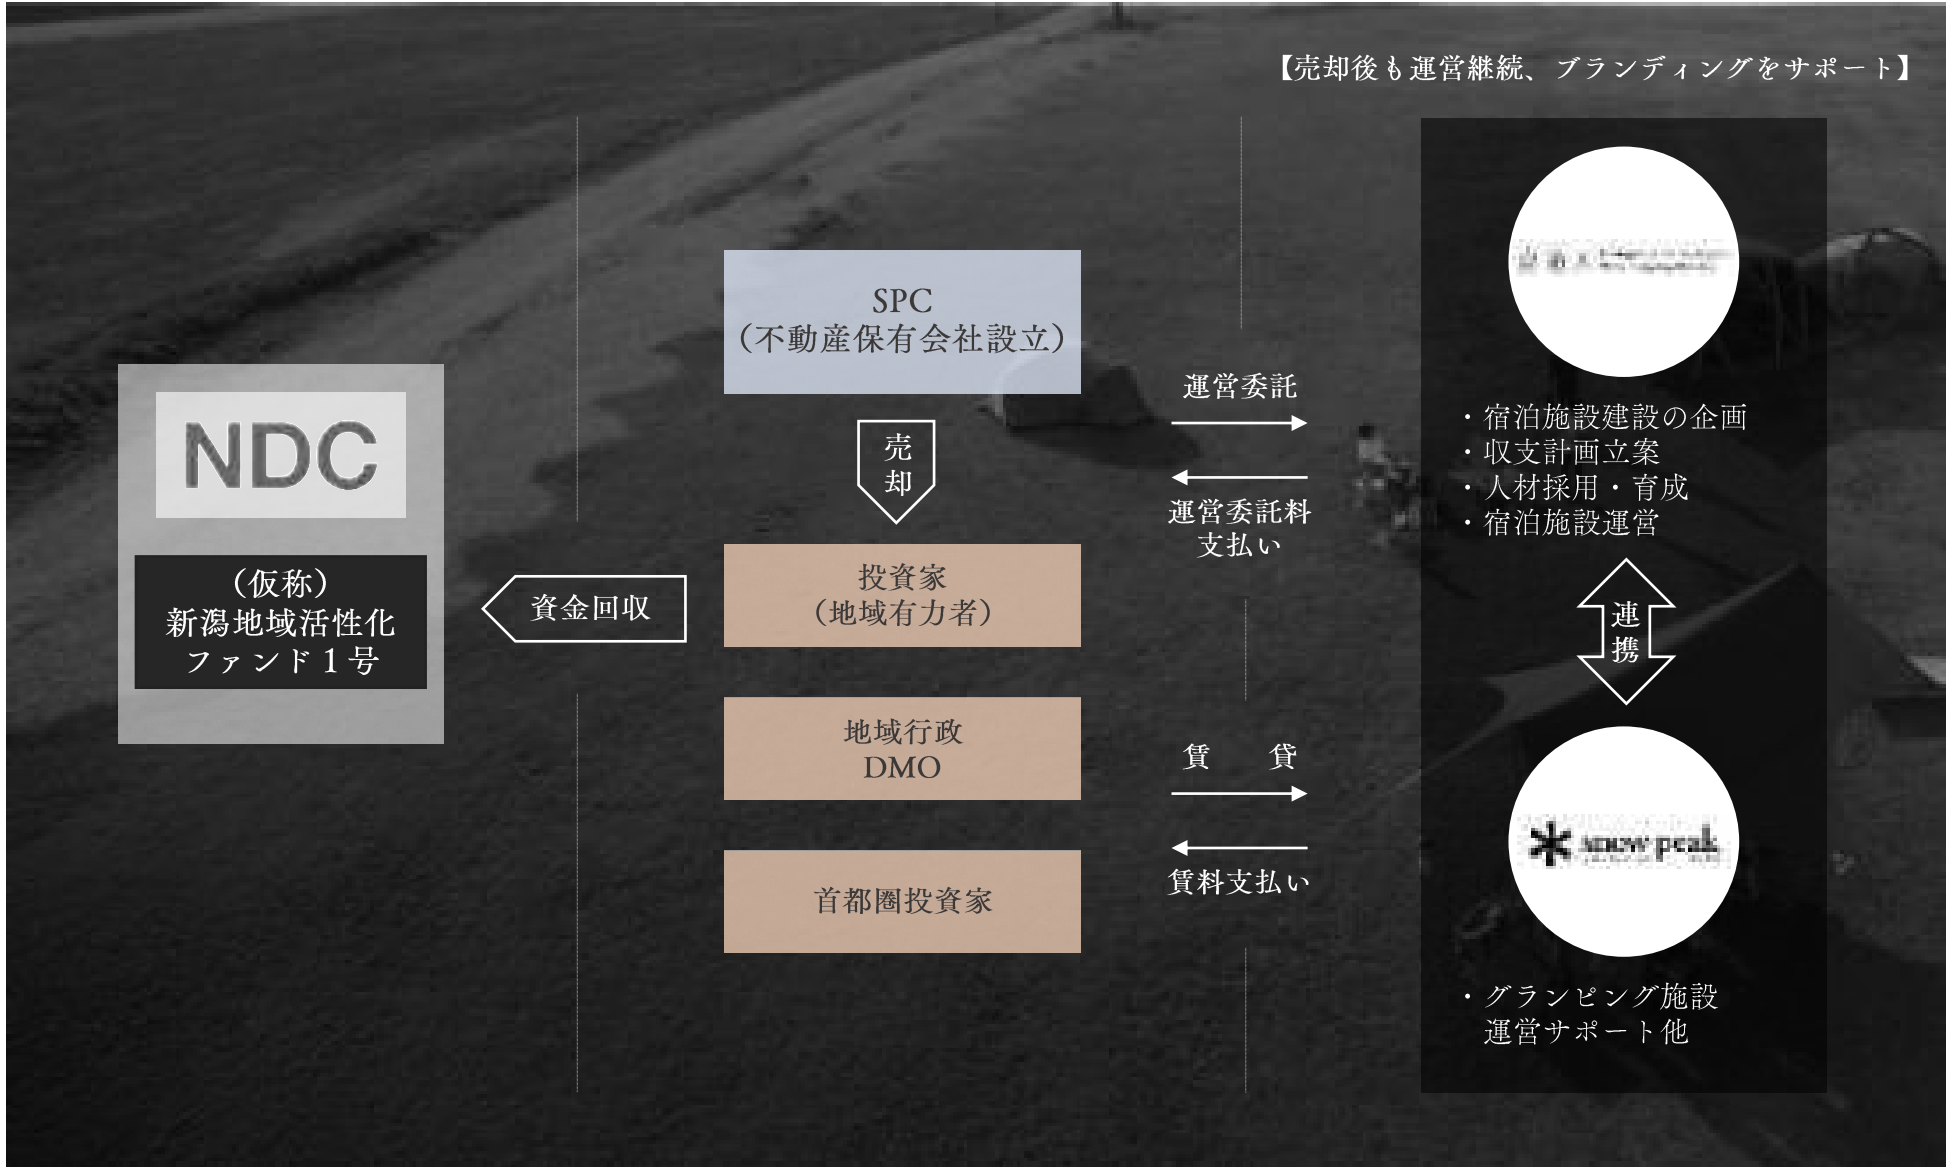 【売却後も運営継続、ブランディングをサポート】
NDC
（仮称）
新潟地域活性化
ファンド１号
資金回収
SPC
（不動産保有会社設立）
売
却
投資家
（地域有力者）
地域行政
DMO
首都圏投資家
運営委託
運営委託料
支払い
賃　貸
賃料支払い
・宿泊施設建設の企画
・収支計画立案
・人材採用・育成
・宿泊施設運営
連
携
snow peak
・グランピング施設
運営サポート他